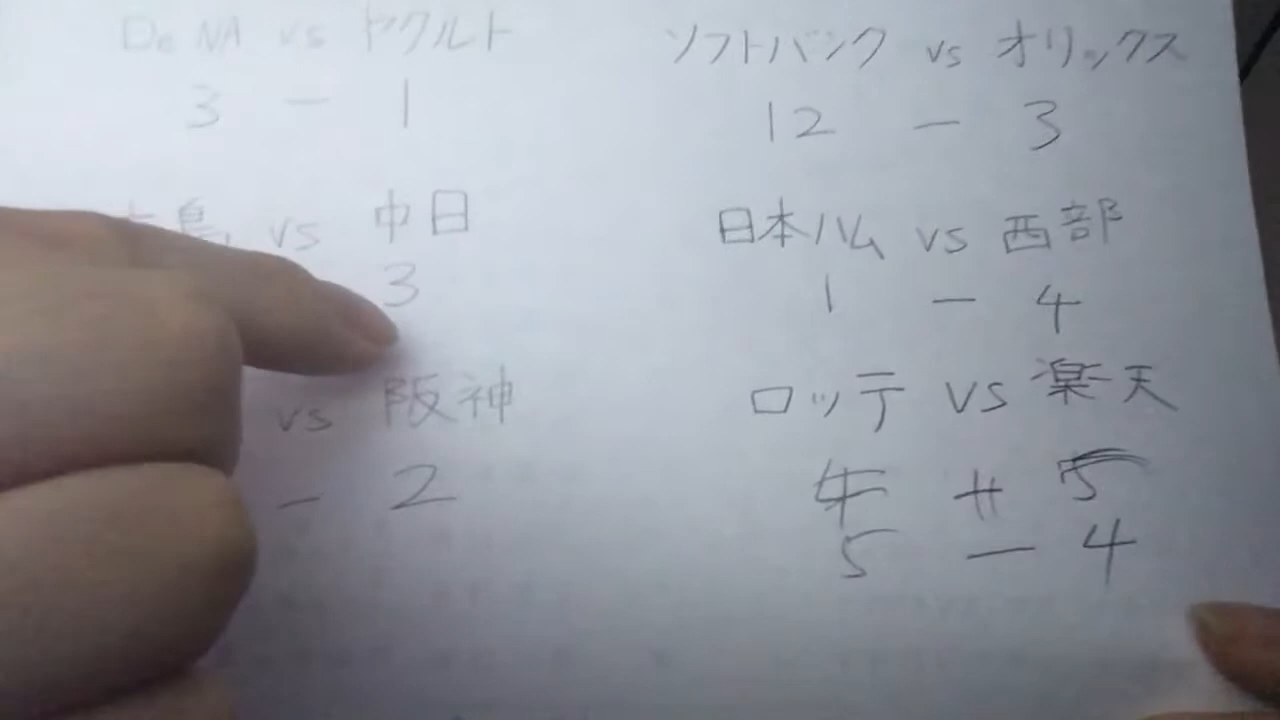 DeNA vs ヤクルト
3 - 1
島 vs 中日
3
vs 阪神
- 2
ソフトバンク vs オリックス
12 - 3
日本ハム vs 西部
1 - 4
ロッテ vs 楽天
5 - 4